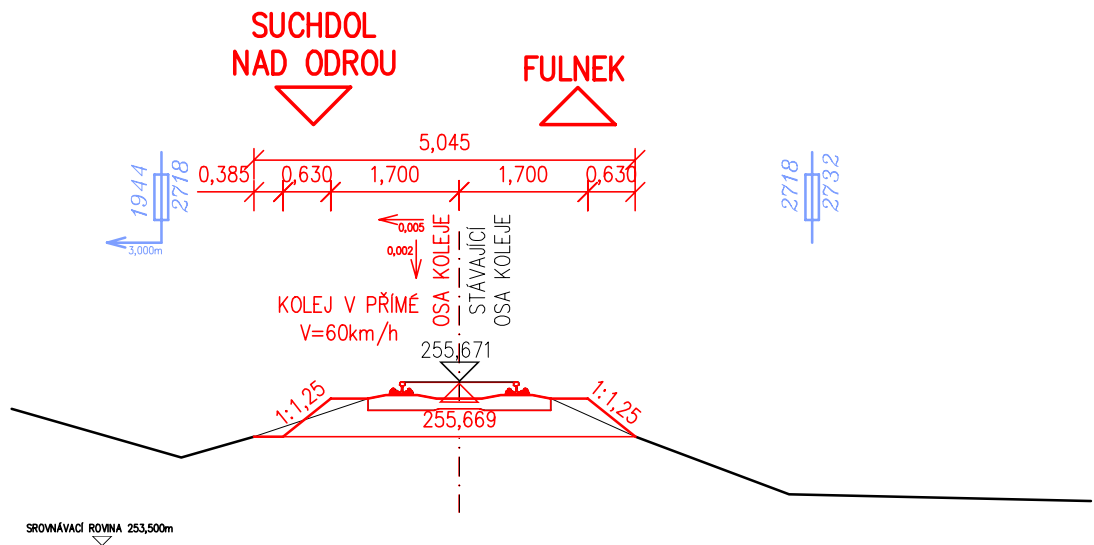 SUCHDOL
NAD ODROU
FULNEK
5,045
0,385
0,630
1,700
1,700
0,630
1944
2718
3,000m
2718
2732
0,005
0,002
OSA KOLEJE
STÁVAJÍCÍ
OSA KOLEJE
KOLEJ V PŘÍMÉ
V=60km/h
255,671
1:1,25
1:1,25
255,669
SROVNÁVACÍ ROVINA 253,500m